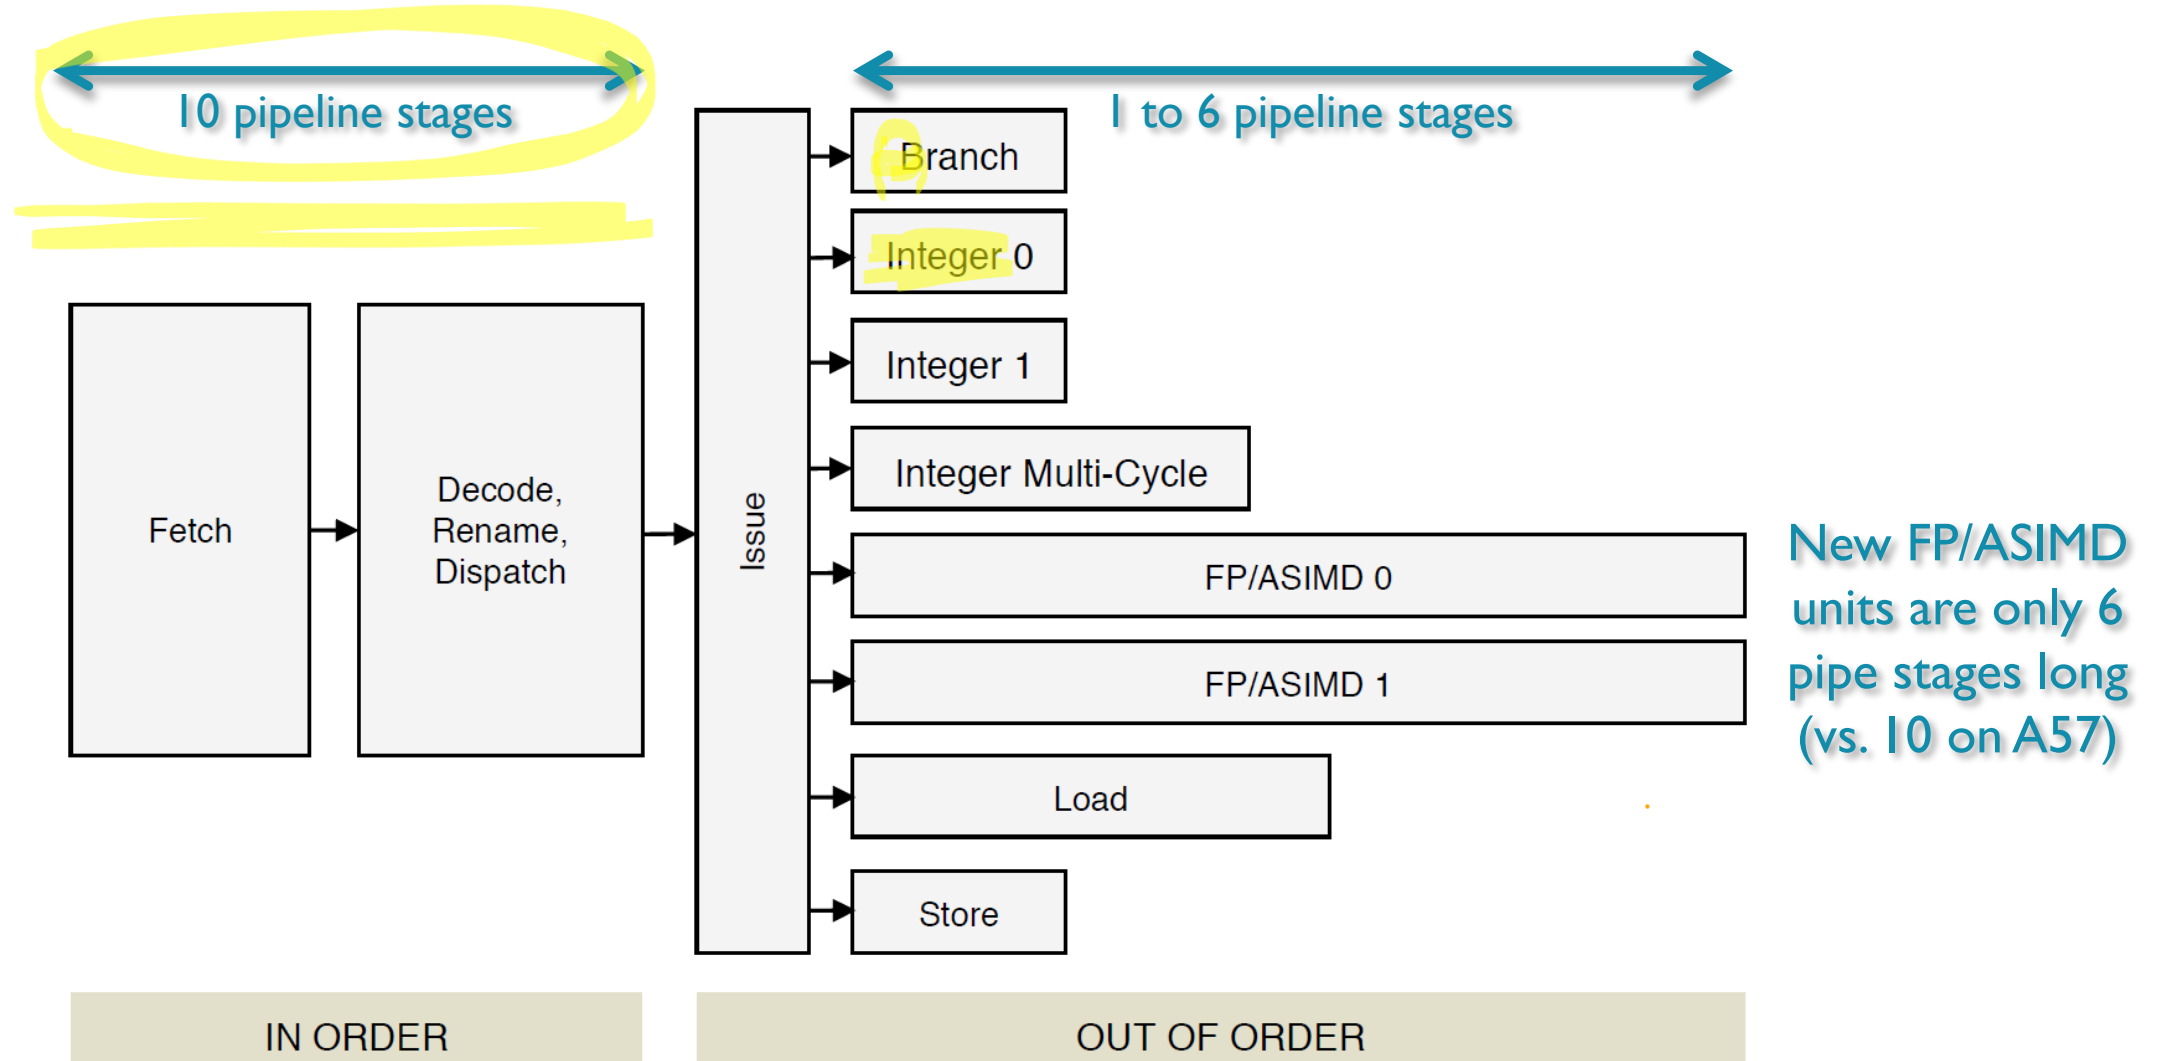 10 pipeline stages
1 to 6 pipeline stages
Branch
Integer 0
Integer 1
Integer Multi-Cycle
FP/ASIMD 0
FP/ASIMD 1
Load
Store
Fetch
Decode,
Rename,
Dispatch
Issue
New FP/ASIMD
units are only 6
pipe stages long
(vs. 10 on A57)
IN ORDER
OUT OF ORDER